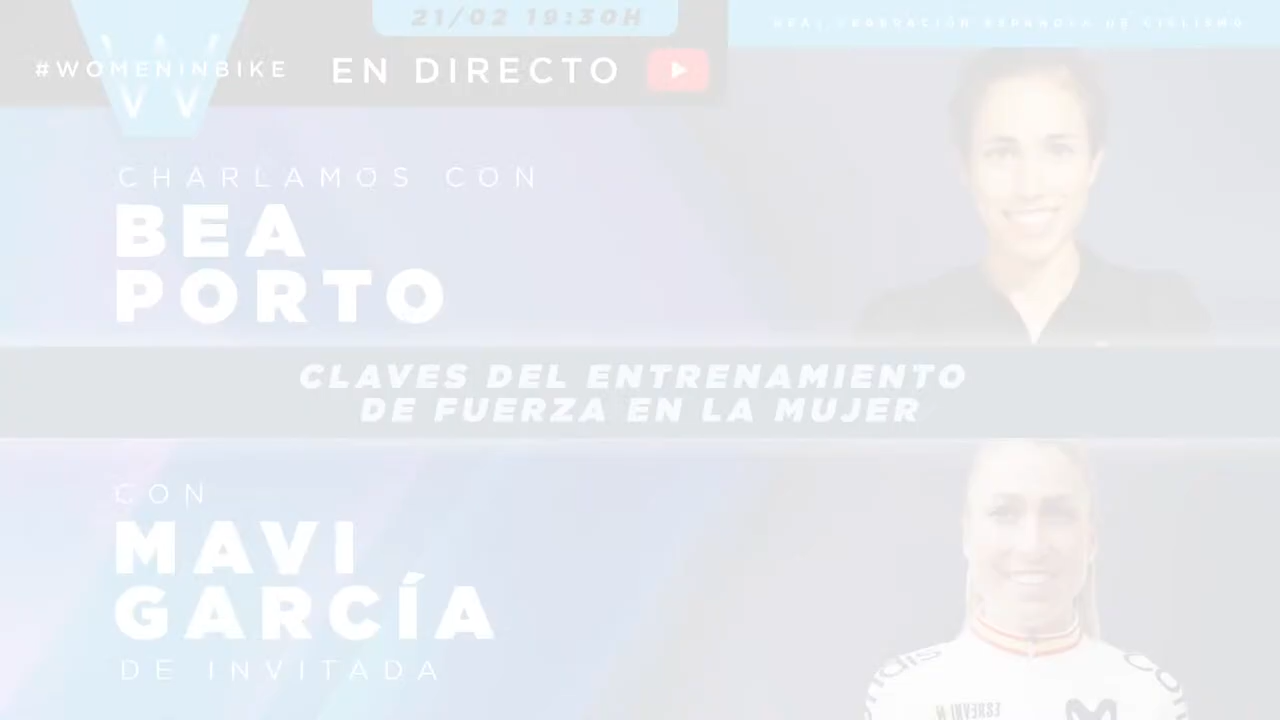 21/02 19:30H
REAL FEDERACIÓN ESPAÑOLA DE CICLISMO
#WOMENINBIKE
EN DIRECTO
CHARLAMOS CON
BEA
PORTO
CLAVES DEL ENTRENAMIENTO
DE FUERZA EN LA MUJER
CON
MAVI
GARCÍA
DE INVITADA